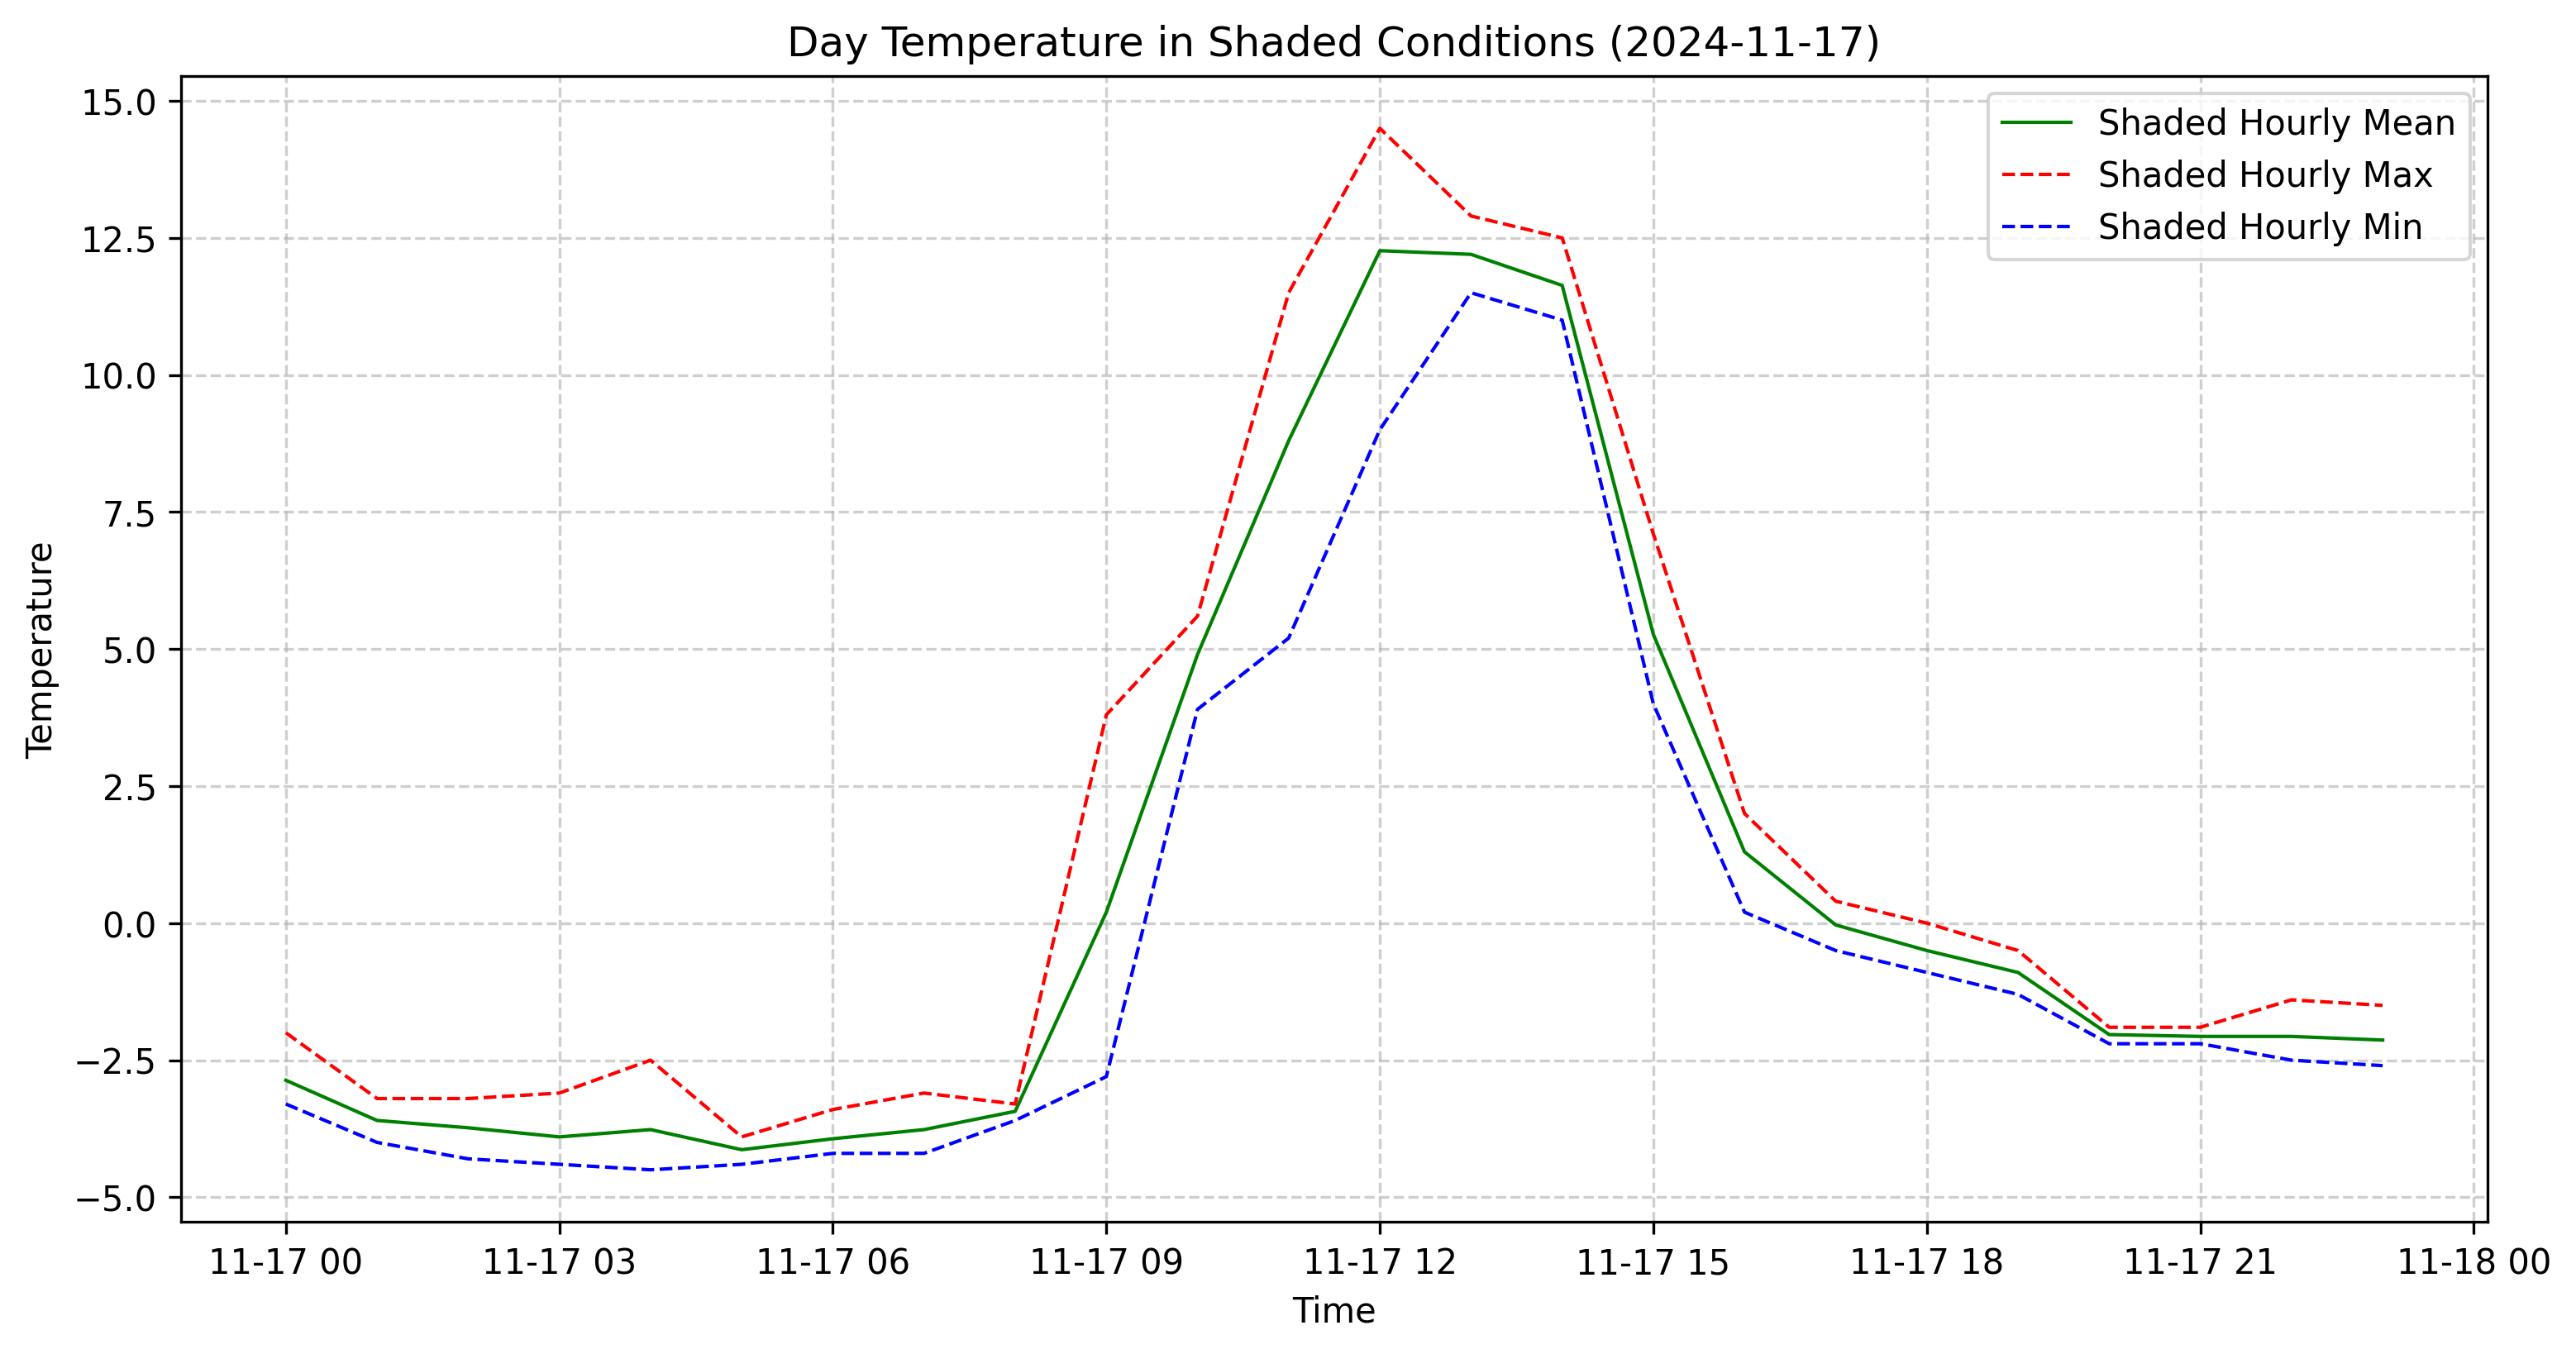 Day Temperature in Shaded Conditions (2024-11-17)
Shaded Hourly Mean
Shaded Hourly Max
Shaded Hourly Min
Temperature
15.0
12.5
10.0
7.5
5.0
2.5
0.0
−2.5
−5.0
11-17 00 11-17 03 11-17 06 11-17 09 11-17 12 11-17 15 11-17 18 11-17 21 11-18 00
Time